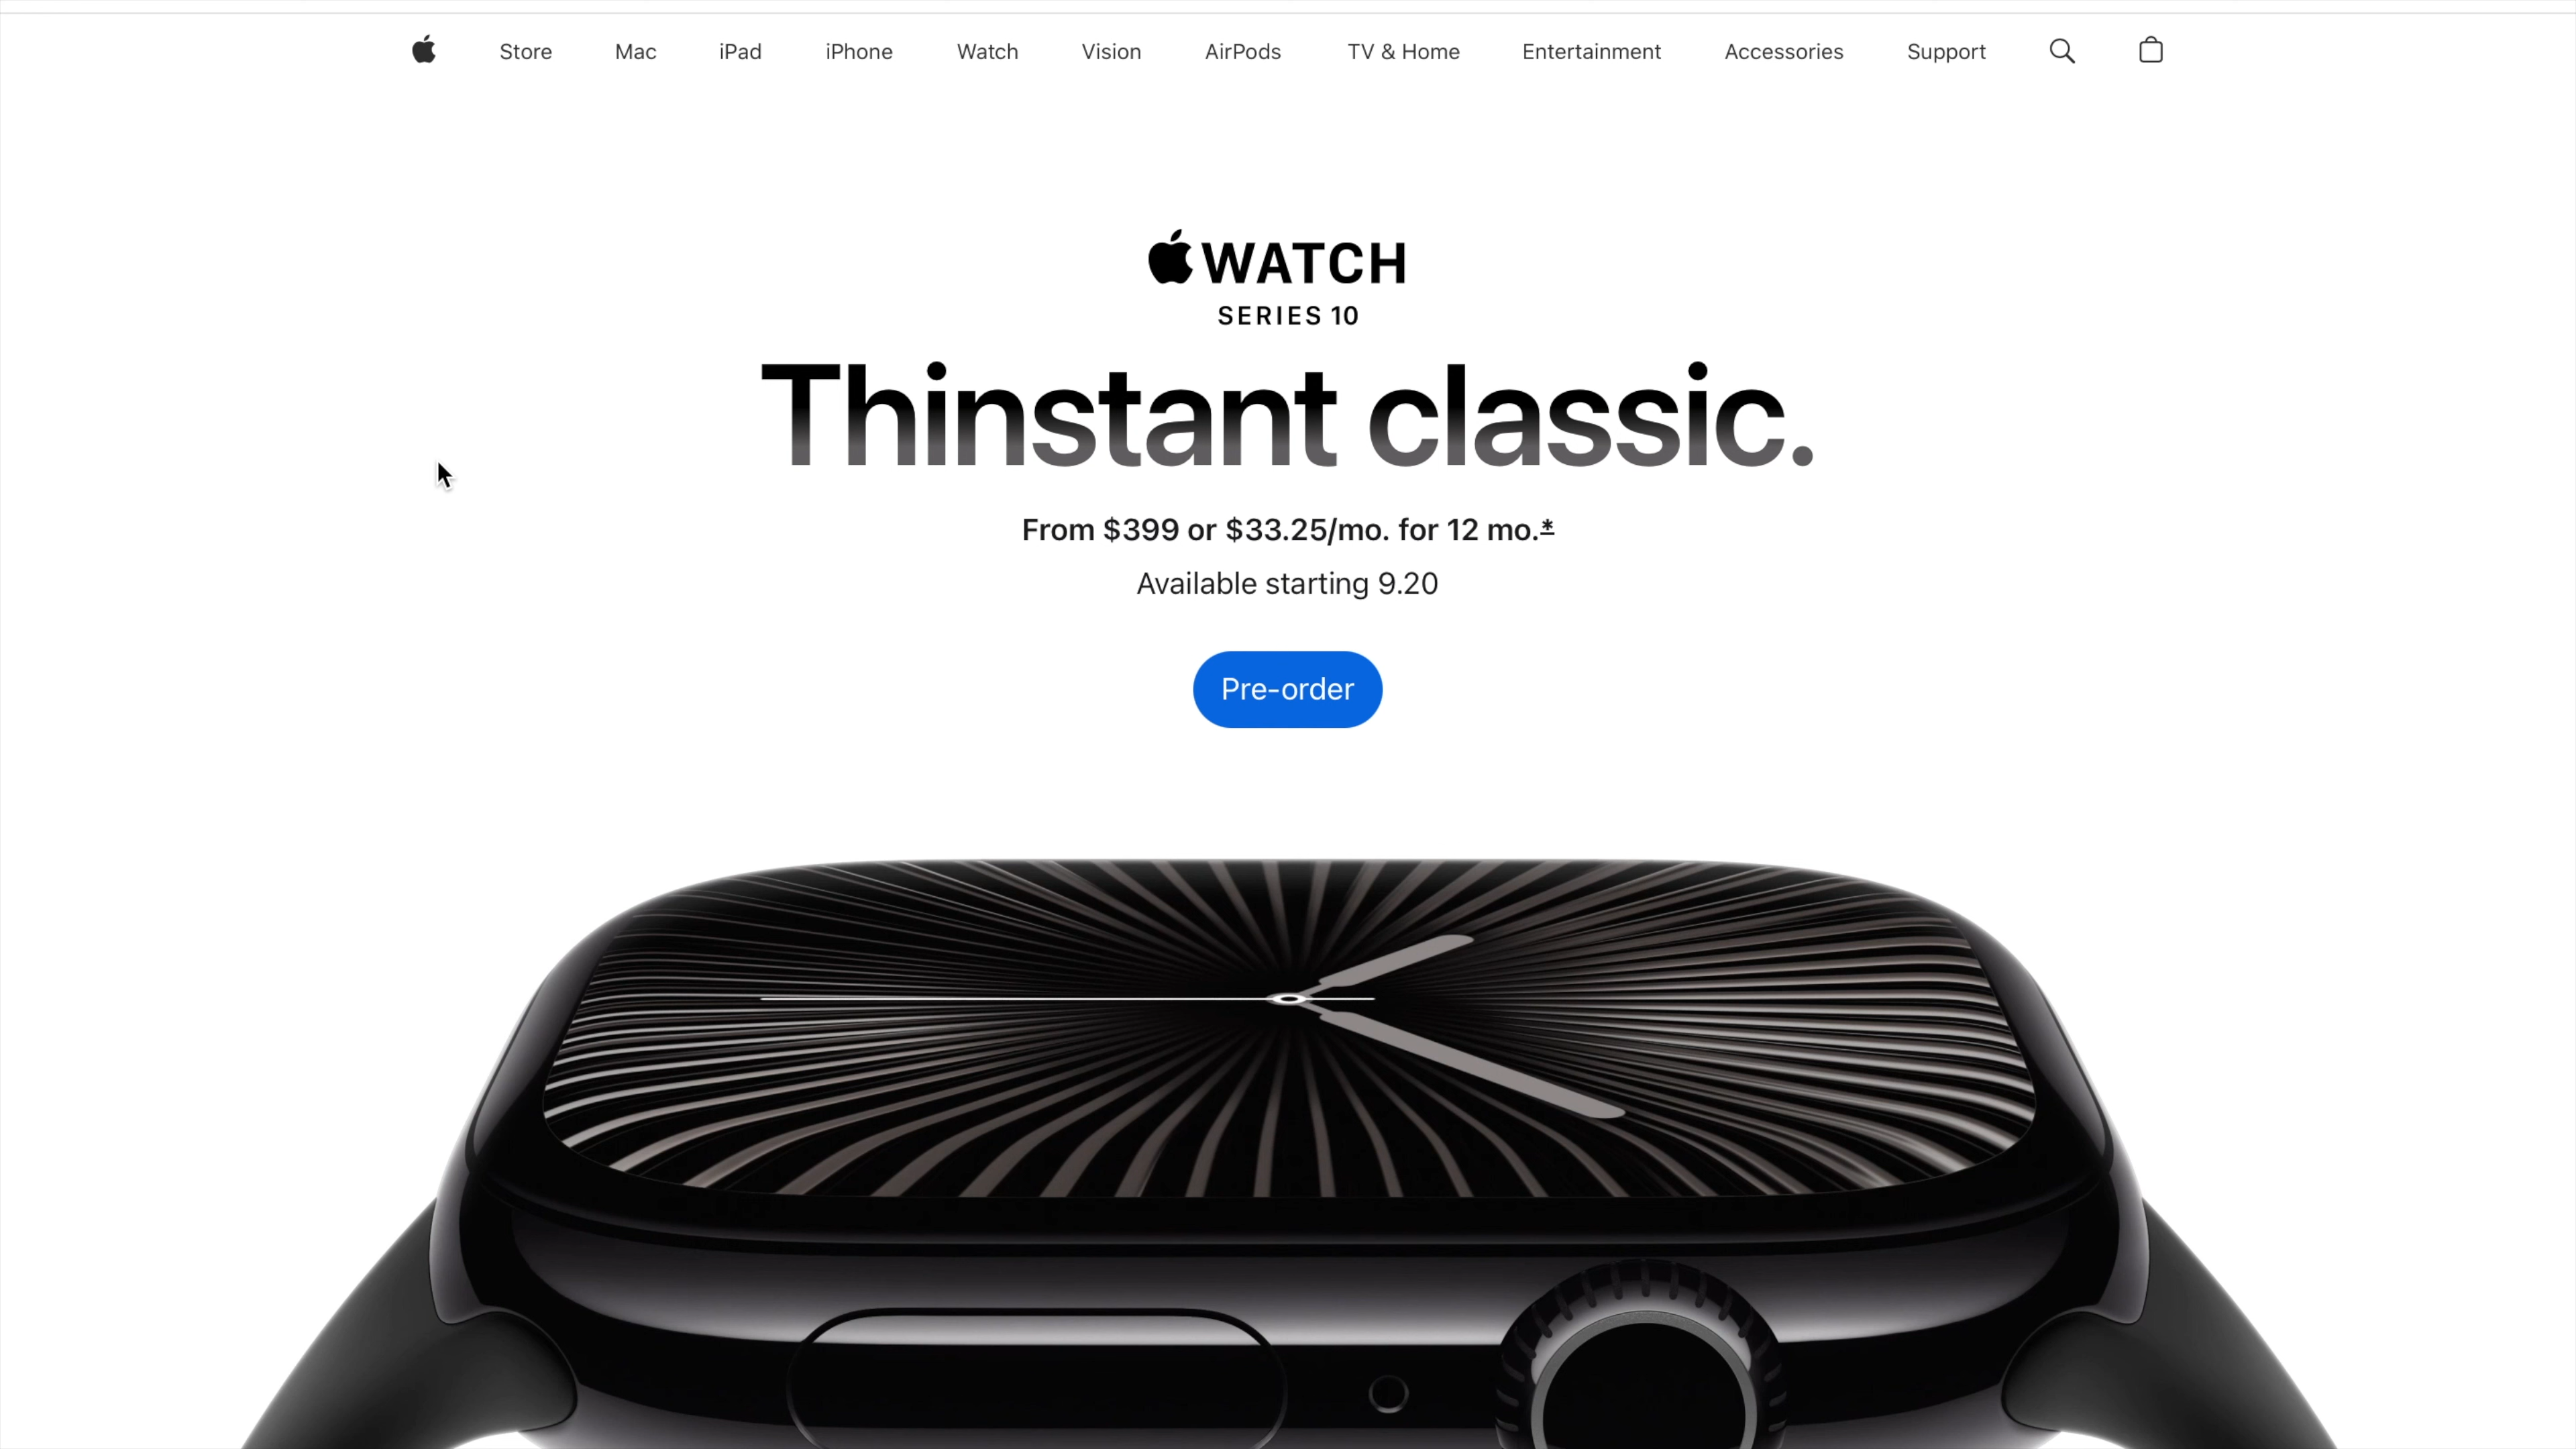 Store Mac iPad iPhone Watch Vision AirPods TV & Home Entertainment Accessories Support
WATCH
SERIES 10
Thinstant classic.
From $399 or $33.25/mo. for 12 mo.*
Available starting 9.20
Pre-order